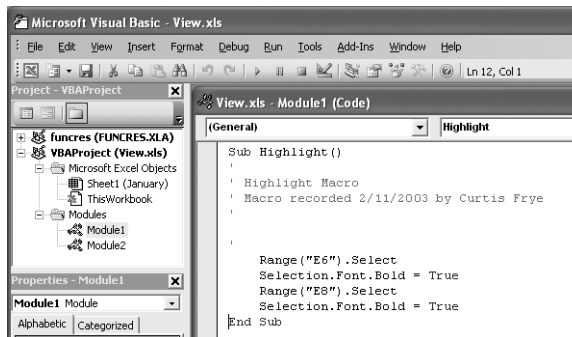 Microsoft Visual Basic - View.xls
File Edit View Insert Format Debug Run Tools Add-Ins Window Help
Ln 12, Col 1
Project - VBAProject
funcres (FUNCRES.XLA)
VBAProject (View.xls)
Microsoft Excel Objects
Sheet1 (January)
ThisWorkbook
Modules
Module1
Module2
Properties - Module1
Module1 Module
Alphabetic Categorized
View.xls - Module1 (Code)
(General) Highlight
Sub Highlight()
'
' Highlight Macro
' Macro recorded 2/11/2003 by Curtis Frye
'
'
Range("E6").Select
Selection.Font.Bold = True
Range("E8").Select
Selection.Font.Bold = True
End Sub